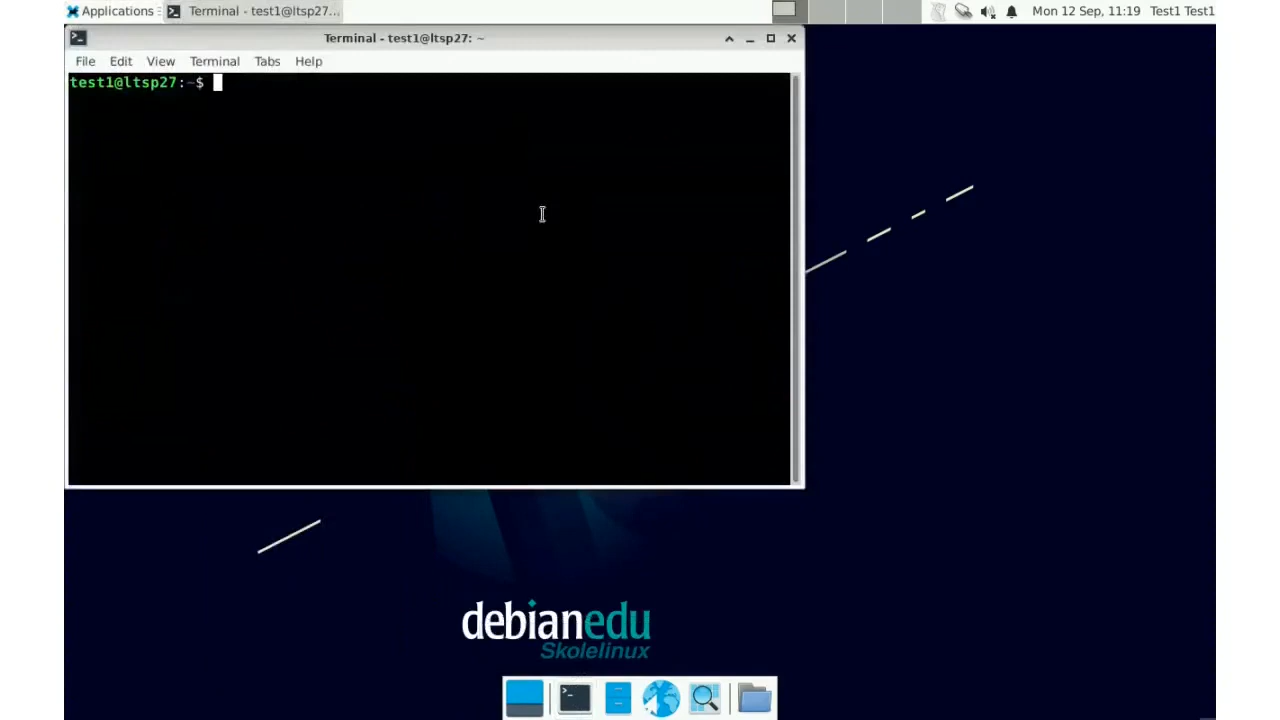 Applications
Terminal - test1@ltsp27...
Mon 12 Sep, 11:19
Test1 Test1
Terminal - test1@ltsp27: ~
File Edit View Terminal Tabs Help
test1@ltsp27:~$
debianedu
Skolelinux